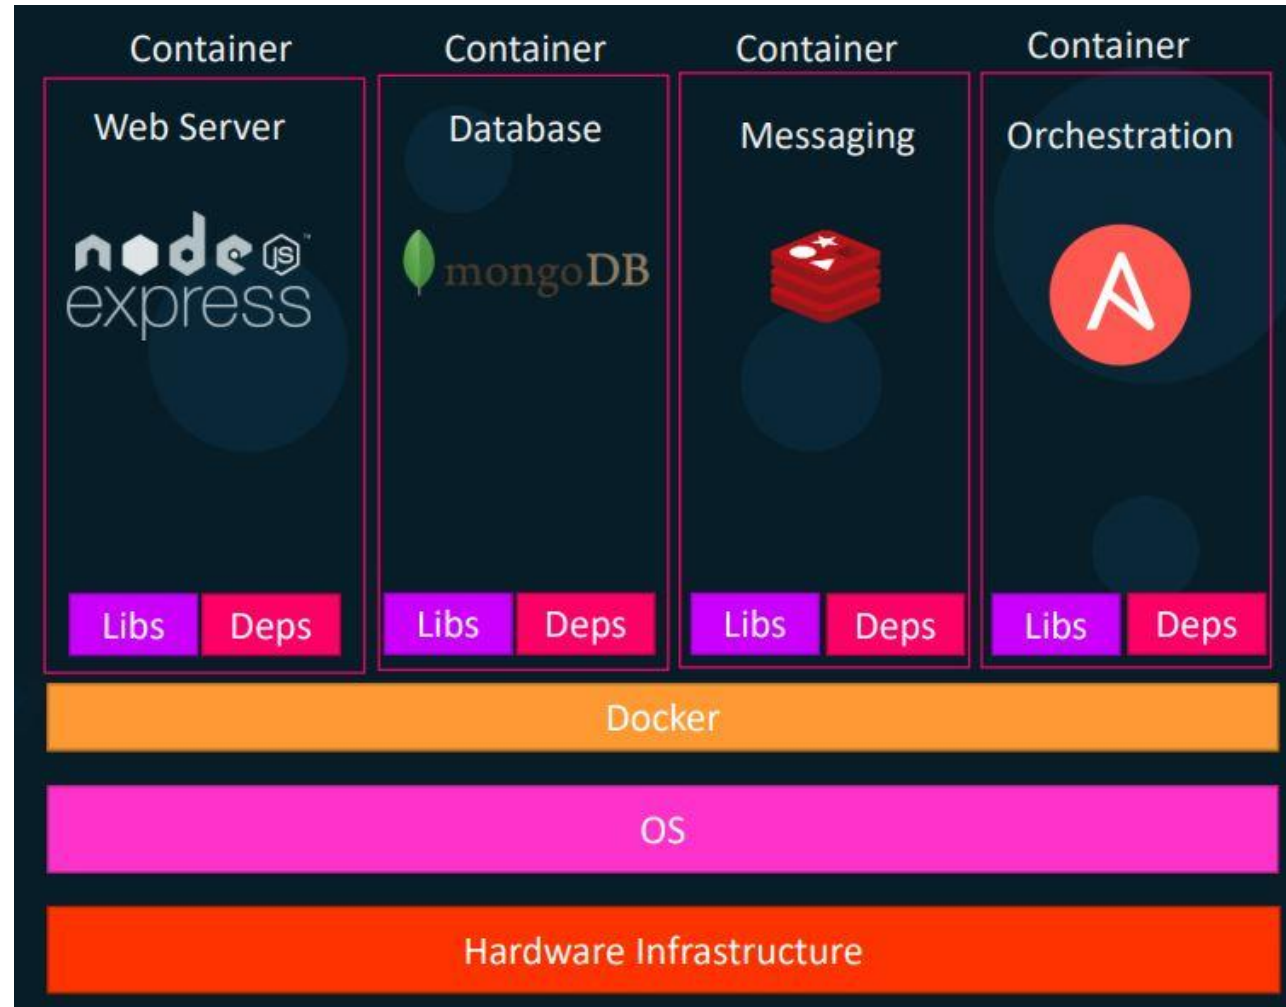 Container
Container
Container
Container
Web Server
Database
Messaging
Orchestration
node JS ™
express
mongoDB
A
Libs
Deps
Libs
Deps
Libs
Deps
Libs
Deps
Docker
OS
Hardware Infrastructure